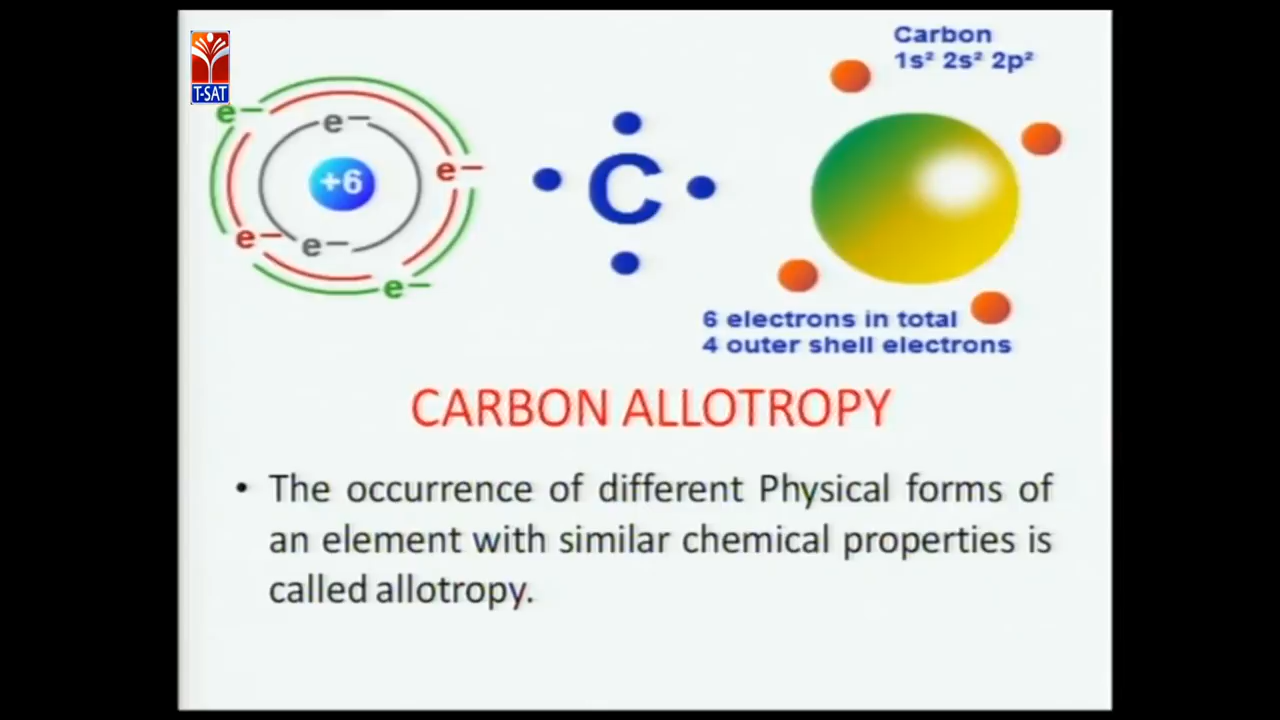 T-SAT
Carbon
1s² 2s² 2p²
e−
e−
e−
+6
e−
e−
e−
C
6 electrons in total
4 outer shell electrons
CARBON ALLOTROPY
• The occurrence of different Physical forms of
an element with similar chemical properties is
called allotropy.